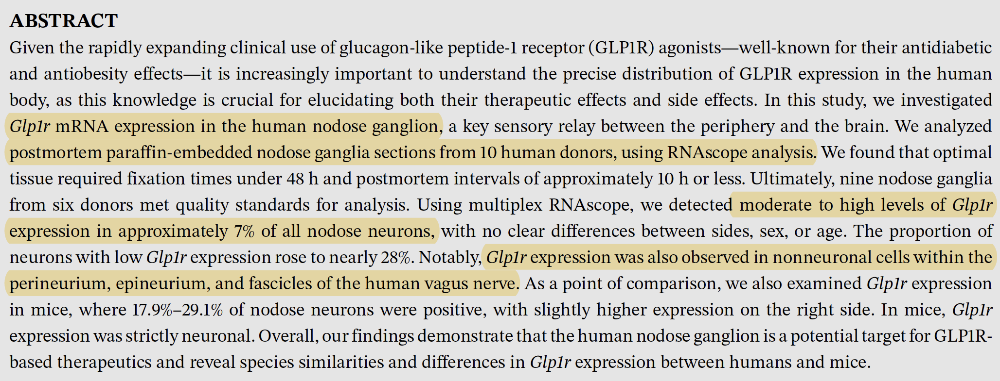 ABSTRACT
Given the rapidly expanding clinical use of glucagon-like peptide-1 receptor (GLP1R) agonists—well-known for their antidiabetic
and antiobesity effects—it is increasingly important to understand the precise distribution of GLP1R expression in the human
body, as this knowledge is crucial for elucidating both their therapeutic effects and side effects. In this study, we investigated
Glp1r mRNA expression in the human nodose ganglion, a key sensory relay between the periphery and the brain. We analyzed
postmortem paraffin-embedded nodose ganglia sections from 10 human donors, using RNAscope analysis. We found that optimal
tissue required fixation times under 48 h and postmortem intervals of approximately 10 h or less. Ultimately, nine nodose ganglia
from six donors met quality standards for analysis. Using multiplex RNAscope, we detected moderate to high levels of Glp1r
expression in approximately 7% of all nodose neurons, with no clear differences between sides, sex, or age. The proportion of
neurons with low Glp1r expression rose to nearly 28%. Notably, Glp1r expression was also observed in nonneuronal cells within the
perineurium, epineurium, and fascicles of the human vagus nerve. As a point of comparison, we also examined Glp1r expression
in mice, where 17.9%–29.1% of nodose neurons were positive, with slightly higher expression on the right side. In mice, Glp1r
expression was strictly neuronal. Overall, our findings demonstrate that the human nodose ganglion is a potential target for GLP1R-
based therapeutics and reveal species similarities and differences in Glp1r expression between humans and mice.